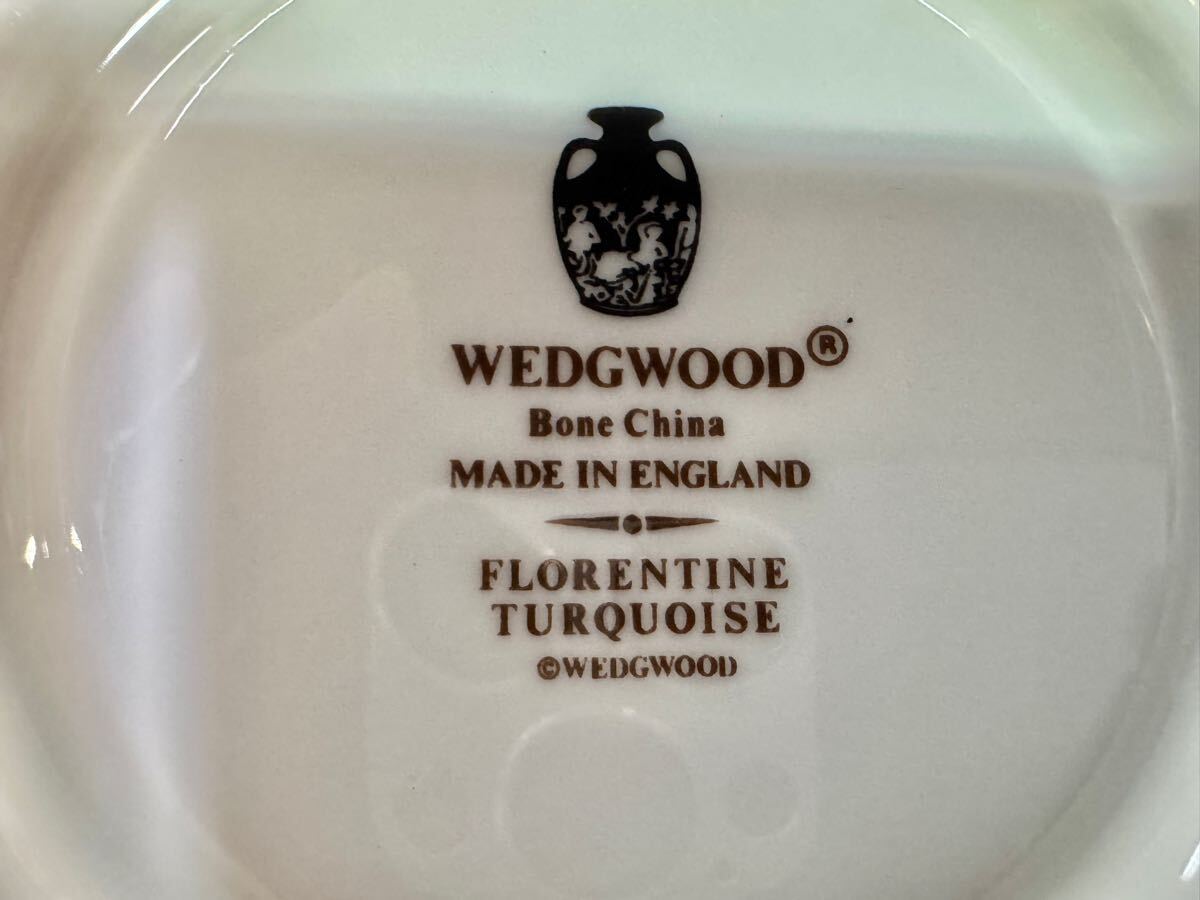 WEDGWOOD®
Bone China
MADE IN ENGLAND
FLORENTINE
TURQUOISE
©WEDGWOOD